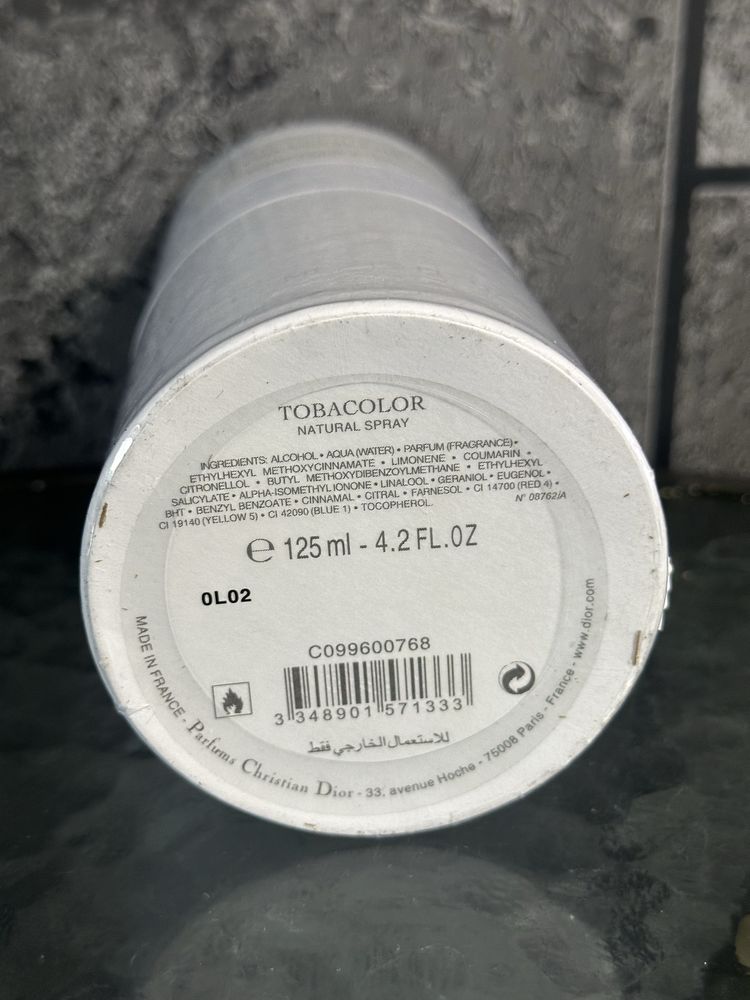 TOBACOLOR
NATURAL SPRAY
INGREDIENTS: ALCOHOL • AQUA (WATER) • PARFUM (FRAGRANCE) •
ETHYLHEXYL METHOXYCINNAMATE • LIMONENE • COUMARIN •
CITRONELLOL • BUTYL METHOXYDIBENZOYLMETHANE • ETHYLHEXYL
SALICYLATE • ALPHA-ISOMETHYL IONONE • LINALOOL • GERANIOL • EUGENOL •
BHT • BENZYL BENZOATE • CINNAMAL • CITRAL • FARNESOL • CI 14700 (RED 4) •
CI 19140 (YELLOW 5) • CI 42090 (BLUE 1) • TOCOPHEROL.
N° 08762/A
e 125 ml - 4.2 FL.OZ
0L02
C099600768
3 348901 571333
للاستعمال الخارجي فقط
MADE IN FRANCE - Parfums Christian Dior - 33, avenue Hoche - 75008 Paris - France - www.dior.com